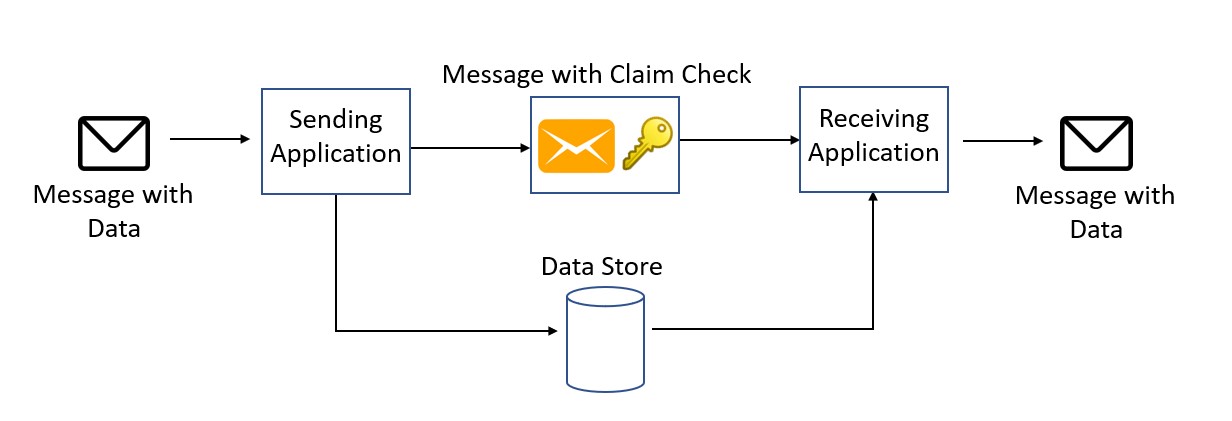 Message with Claim Check
Sending
Application
Receiving
Application
Message with
Data
Message with
Data
Data Store